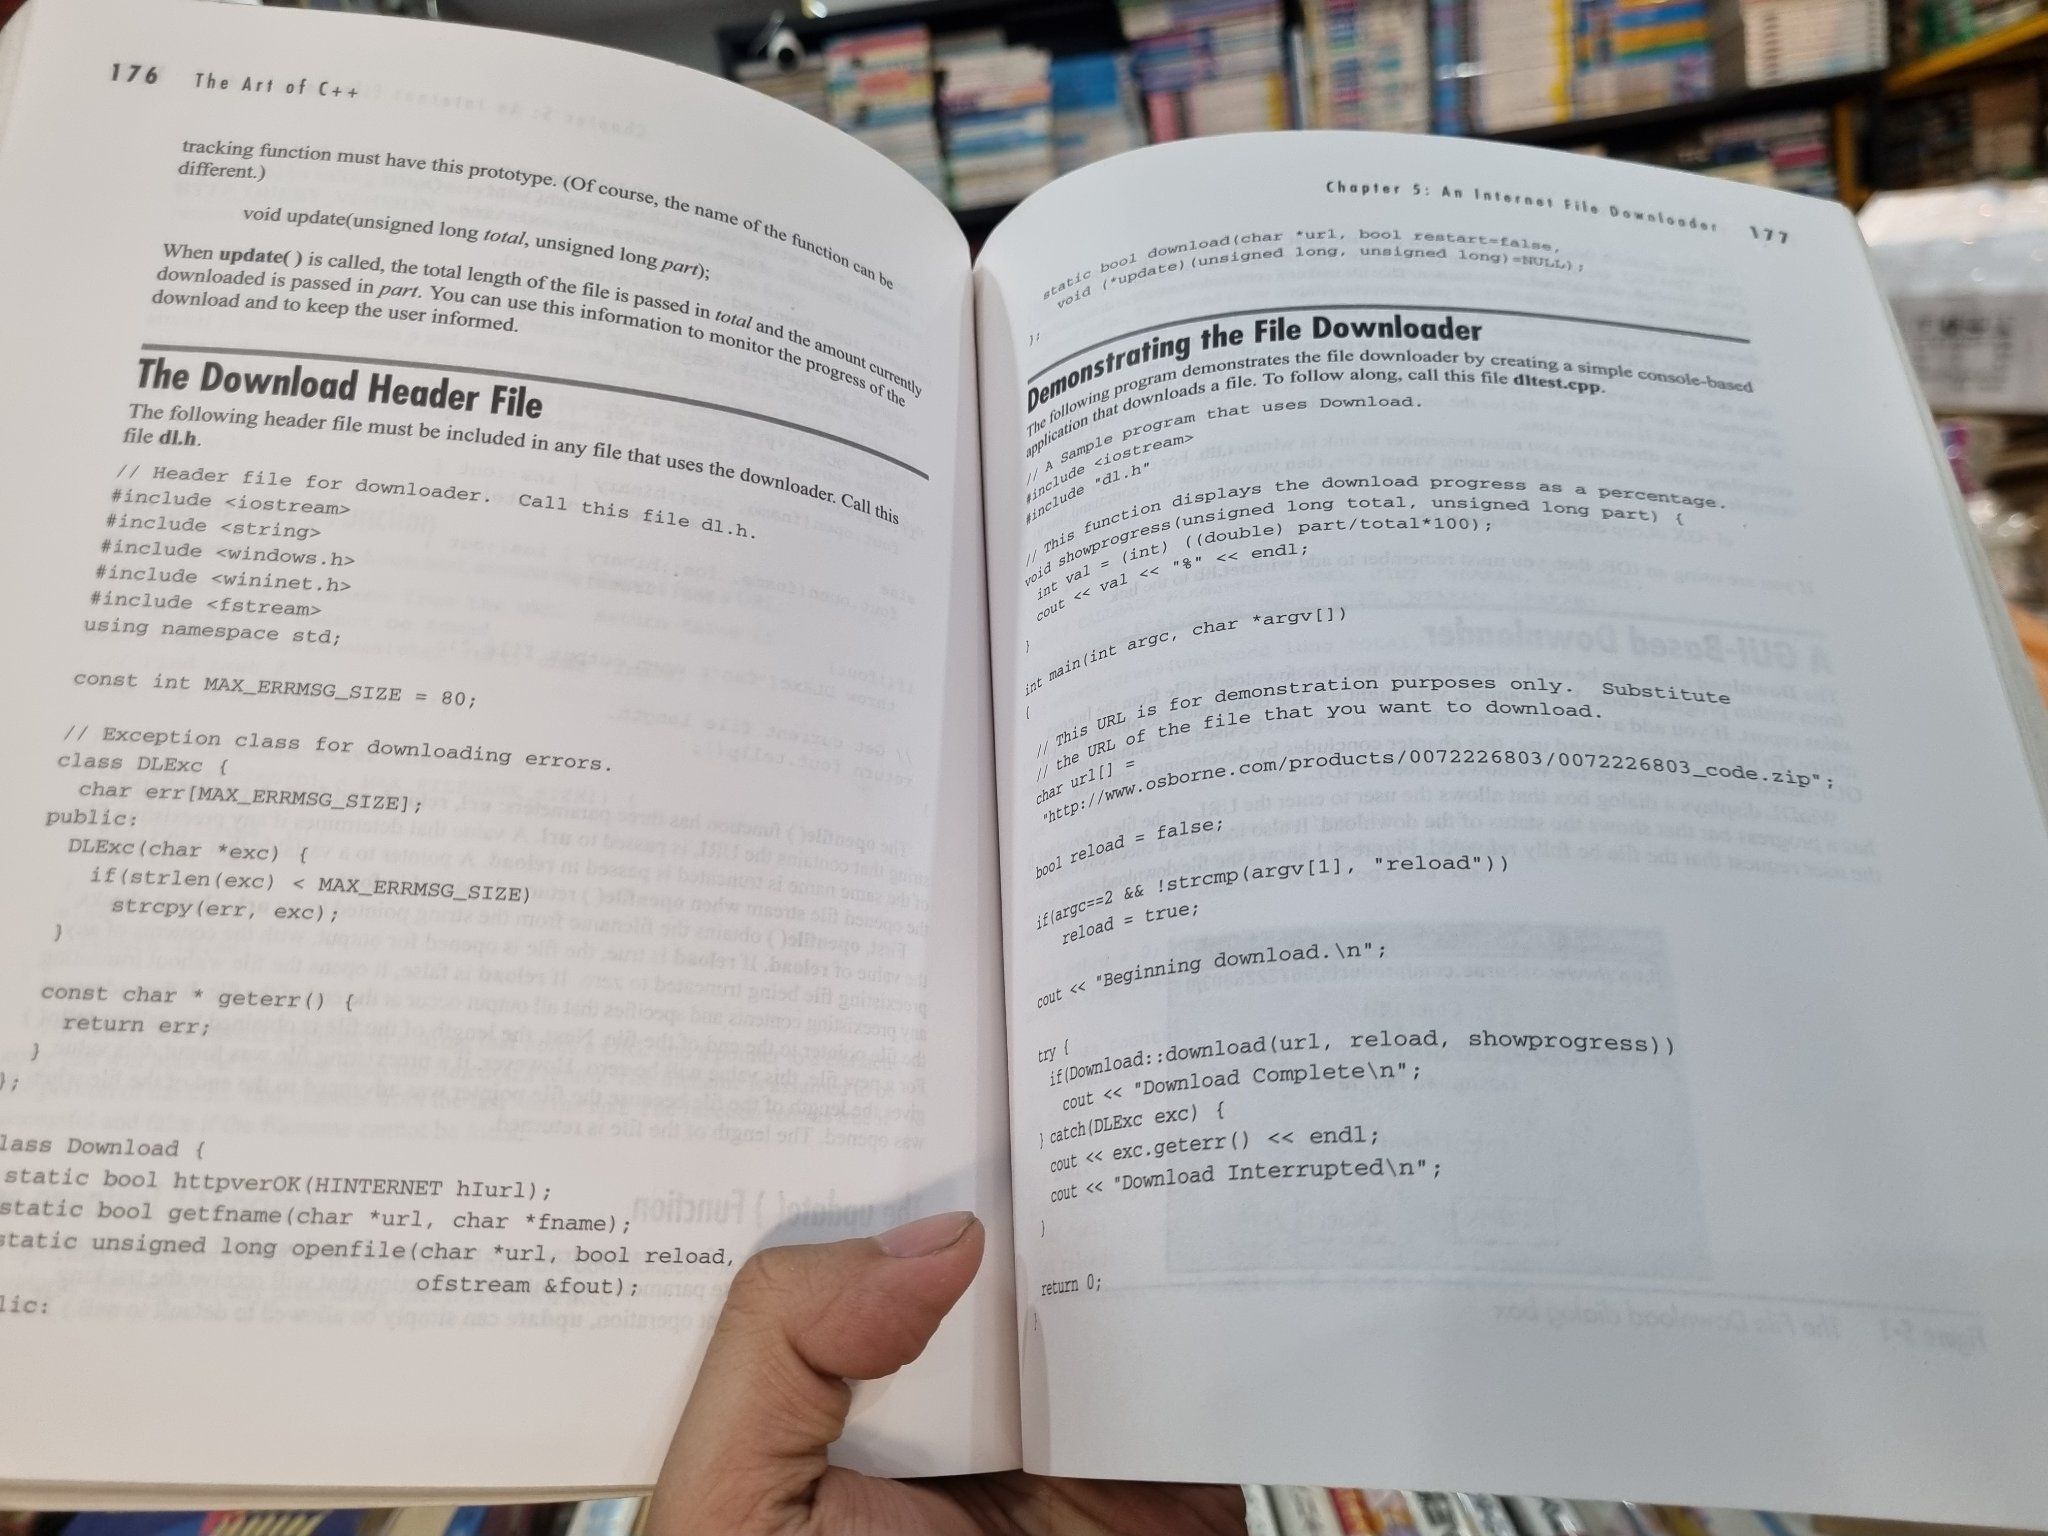 176 The Art of C++
tracking function must have this prototype. (Of course, the name of the function can be
different.)
void update(unsigned long total, unsigned long part);
When update( ) is called, the total length of the file is passed in total and the amount currently
downloaded is passed in part. You can use this information to monitor the progress of the
download and to keep the user informed.
The Download Header File
The following header file must be included in any file that uses the downloader. Call this
file dl.h.
// Header file for downloader. Call this file dl.h.
#include <iostream>
#include <string>
#include <windows.h>
#include <wininet.h>
#include <fstream>
using namespace std;
const int MAX_ERRMSG_SIZE = 80;
// Exception class for downloading errors.
class DLExc {
char err[MAX_ERRMSG_SIZE];
public:
DLExc(char *exc) {
if(strlen(exc) < MAX_ERRMSG_SIZE)
strcpy(err, exc);
}
const char * geterr() {
return err;
}
};
lass Download {
static bool httpverOK(HINTERNET hIurl);
static bool getfname(char *url, char *fname);
static unsigned long openfile(char *url, bool reload,
ofstream &fout);
lic:
Chapter 5: An Internet File Downloader 177
static bool download(char *url, bool restart=false,
void (*update)(unsigned long, unsigned long)=NULL);
};
Demonstrating the File Downloader
The following program demonstrates the file downloader by creating a simple console-based
application that downloads a file. To follow along, call this file dltest.cpp.
// A Sample program that uses Download.
#include <iostream>
#include "dl.h"
// This function displays the download progress as a percentage.
void showprogress(unsigned long total, unsigned long part) {
int val = (int) ((double) part/total*100);
cout << val << "%" << endl;
}
int main(int argc, char *argv[])
{
// This URL is for demonstration purposes only. Substitute
// the URL of the file that you want to download.
char url[] =
"http://www.osborne.com/products/0072226803/0072226803_code.zip";
bool reload = false;
if(argc==2 && !strcmp(argv[1], "reload"))
reload = true;
cout << "Beginning download.\n";
try {
if(Download::download(url, reload, showprogress))
cout << "Download Complete\n";
} catch(DLExc exc) {
cout << exc.geterr() << endl;
cout << "Download Interrupted\n";
}
return 0;
}